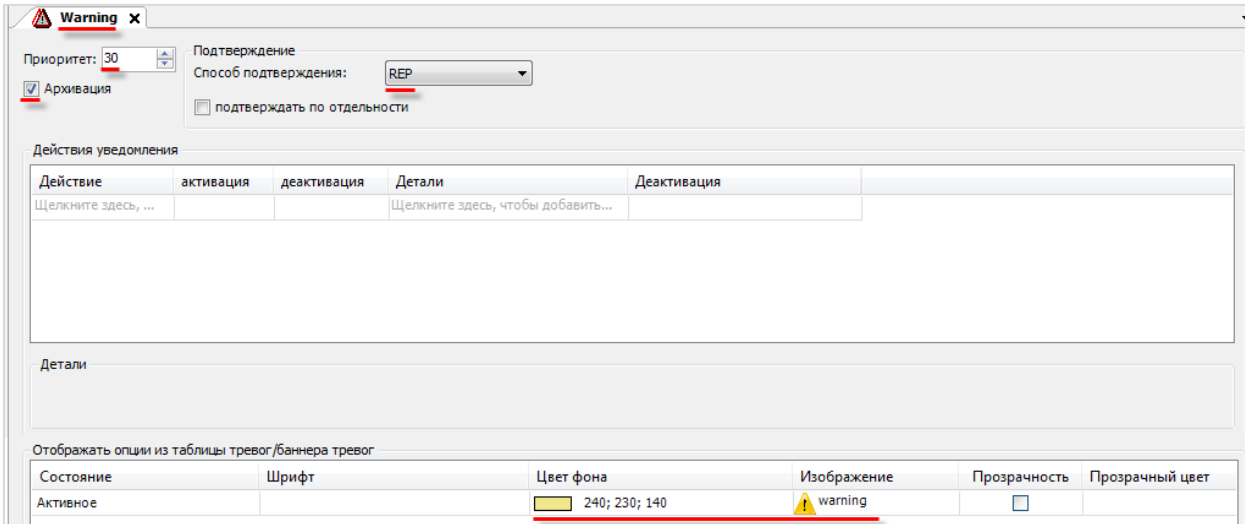 Warning
Приоритет: 30
Архивация
Подтверждение
Способ подтверждения: REP
подтверждать по отдельности
Действия уведомления
Действие активация деактивация Детали Деактивация
Щелкните здесь, ... Щелкните здесь, чтобы добавить...
Детали
Отображать опции из таблицы тревог/баннера тревог
Состояние Шрифт Цвет фона Изображение Прозрачность Прозрачный цвет
Активное 240; 230; 140 warning